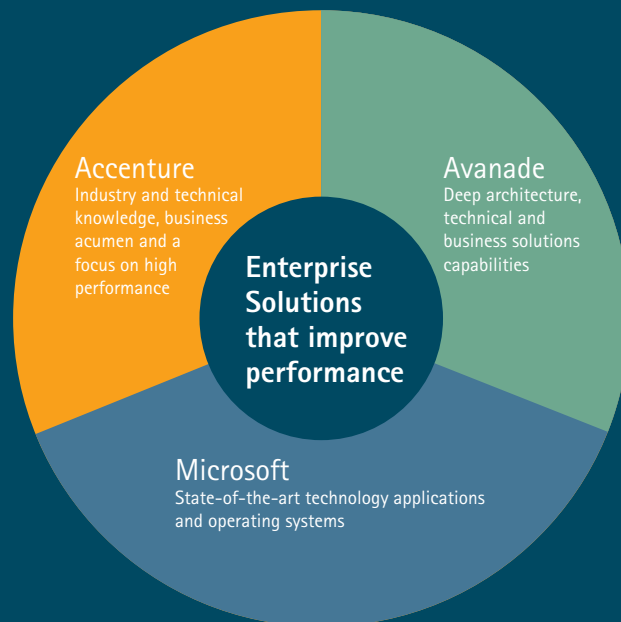 Accenture
Industry and technical
knowledge, business
acumen and a
focus on high
performance
Avanade
Deep architecture,
technical and
business solutions
capabilities
Enterprise
Solutions
that improve
performance
Microsoft
State-of-the-art technology applications
and operating systems